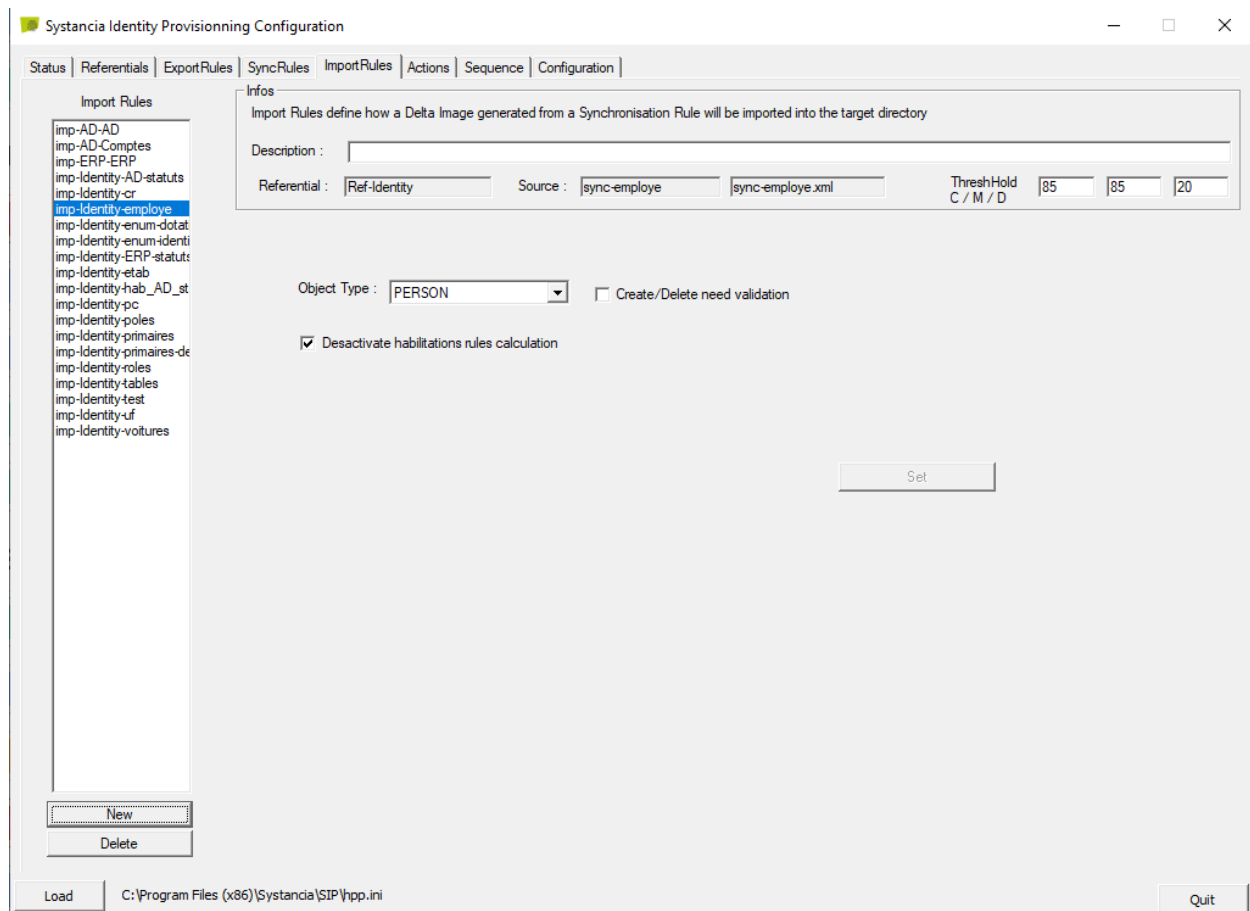 Systancia Identity Provisionning Configuration
Status Referentials ExportRules SyncRules ImportRules Actions Sequence Configuration
Import Rules
imp-AD-AD
imp-AD-Comptes
imp-ERP-ERP
imp-Identity-AD-statuts
imp-Identity-cr
imp-Identity-employe
imp-Identity-enum-dotati
imp-Identity-enum-identi
imp-Identity-ERP-statuts
imp-Identity-etab
imp-Identity-hab_AD_st
imp-Identity-pc
imp-Identity-poles
imp-Identity-primaires
imp-Identity-primaires-de
imp-Identity-roles
imp-Identity-tables
imp-Identity-test
imp-Identity-uf
imp-Identity-voitures
New
Delete
Infos
Import Rules define how a Delta Image generated from a Synchronisation Rule will be imported into the target directory
Description :
Referential : Ref-Identity Source : sync-employe sync-employe.xml ThreshHold 85 85 20
C / M / D
Object Type : PERSON Create/Delete need validation
Desactivate habilitations rules calculation
Set
Load C:\Program Files (x86)\Systancia\SIP\hpp.ini Quit